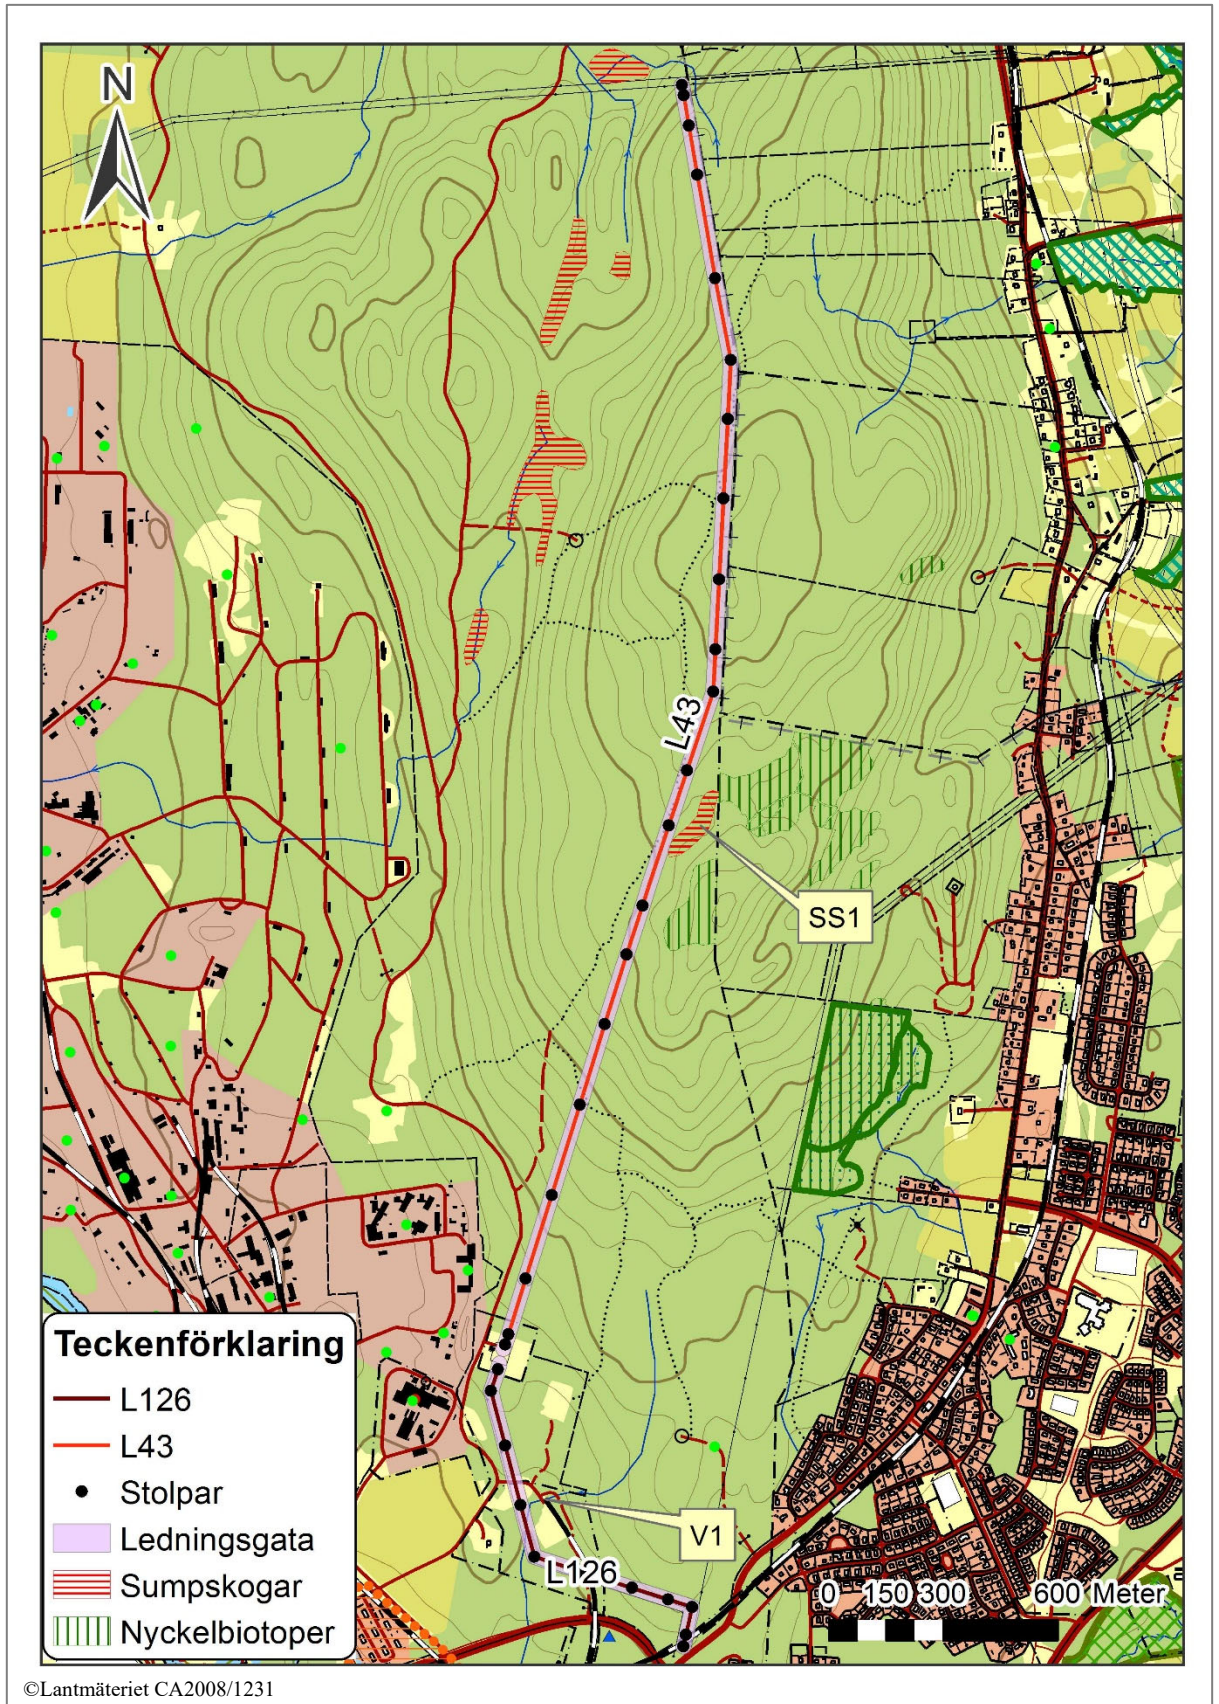 N
L43
SS1
V1
L126
0 150 300 600 Meter
Teckenförklaring
L126
L43
Stolpar
Ledningsgata
Sumpskogar
Nyckelbiotoper
©Lantmäteriet CA2008/1231